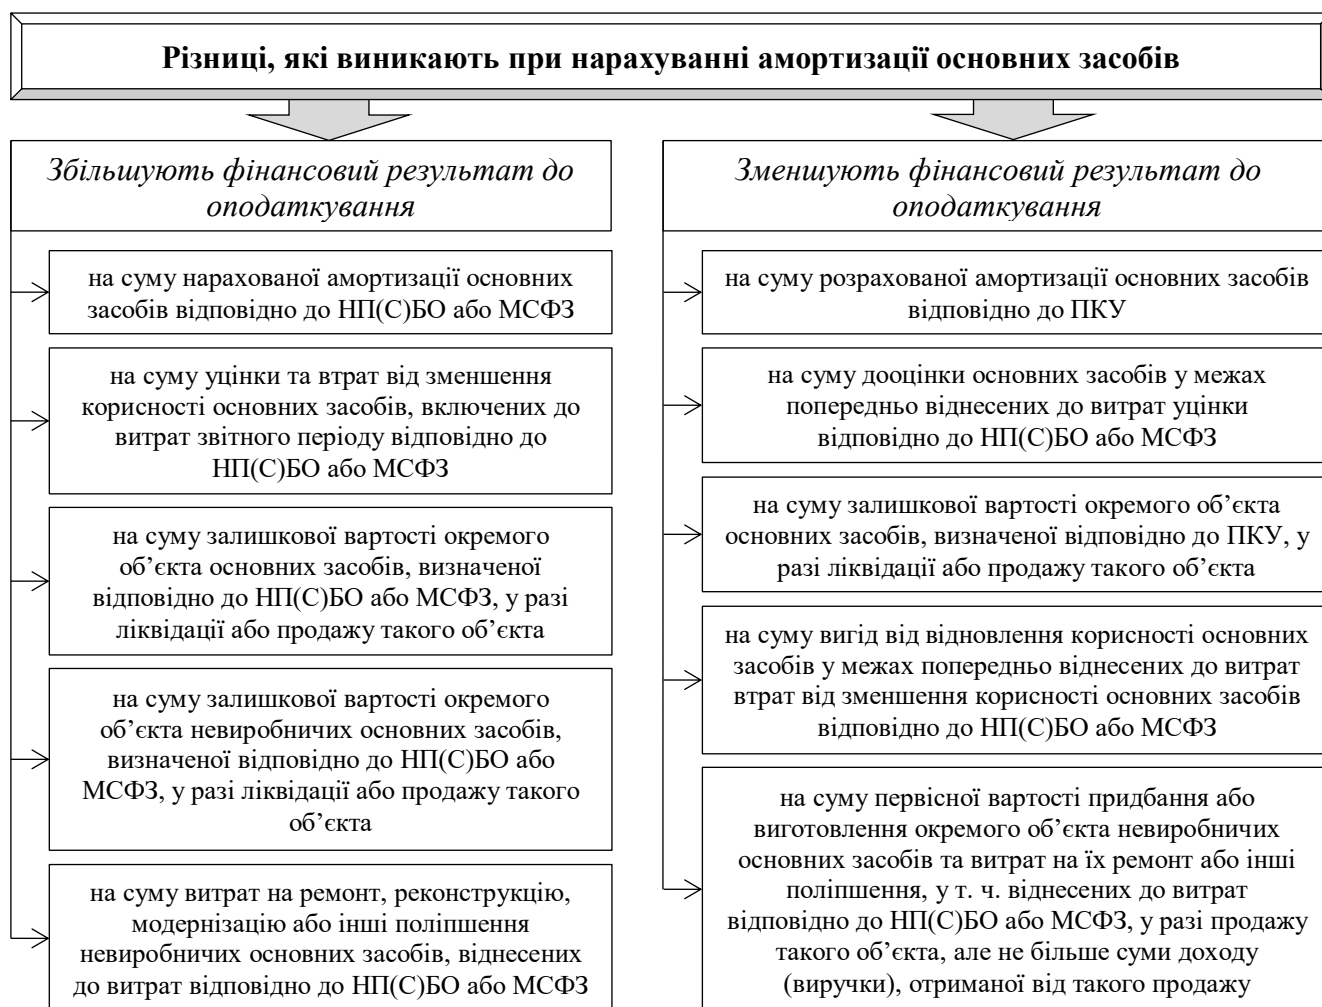 Різниці, які виникають при нарахуванні амортизації основних засобів
Збільшують фінансовий результат до
оподаткування
на суму нарахованої амортизації основних
засобів відповідно до НП(С)БО або МСФЗ
на суму уцінки та втрат від зменшення
корисності основних засобів, включених до
витрат звітного періоду відповідно до
НП(С)БО або МСФЗ
на суму залишкової вартості окремого
об’єкта основних засобів, визначеної
відповідно до НП(С)БО або МСФЗ, у разі
ліквідації або продажу такого об’єкта
на суму залишкової вартості окремого
об’єкта невиробничих основних засобів,
визначеної відповідно до НП(С)БО або
МСФЗ, у разі ліквідації або продажу такого
об’єкта
на суму витрат на ремонт, реконструкцію,
модернізацію або інші поліпшення
невиробничих основних засобів, віднесених
до витрат відповідно до НП(С)БО або МСФЗ
Зменшують фінансовий результат до
оподаткування
на суму розрахованої амортизації основних засобів
відповідно до ПКУ
на суму дооцінки основних засобів у межах
попередньо віднесених до витрат уцінки
відповідно до НП(С)БО або МСФЗ
на суму залишкової вартості окремого об’єкта
основних засобів, визначеної відповідно до ПКУ, у
разі ліквідації або продажу такого об’єкта
на суму вигід від відновлення корисності основних
засобів у межах попередньо віднесених до витрат
втрат від зменшення корисності основних засобів
відповідно до НП(С)БО або МСФЗ
на суму первісної вартості придбання або
виготовлення окремого об’єкта невиробничих
основних засобів та витрат на їх ремонт або інші
поліпшення, у т. ч. віднесених до витрат
відповідно до НП(С)БО або МСФЗ, у разі продажу
такого об’єкта, але не більше суми доходу
(виручки), отриманої від такого продажу